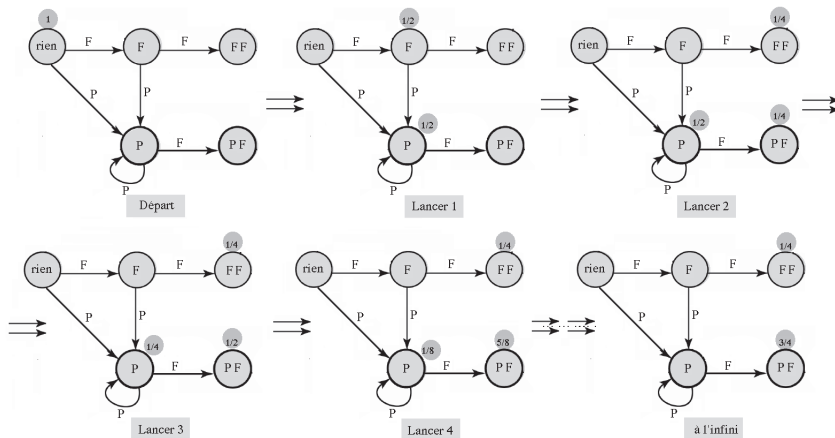 1
rien F F F FF
P P
P F PF
P
Départ
1/2
rien F F F FF
P P
1/2
P F PF
P
Lancer 1
1/4
rien F F F FF
P P
1/2 1/4
P F PF
P
Lancer 2
1/4
rien F F F FF
P P
1/4 1/2
P F PF
P
Lancer 3
1/4
rien F F F FF
P P
1/8 5/8
P F PF
P
Lancer 4
1/4
rien F F F FF
P P
3/4
P F PF
P
à l'infini